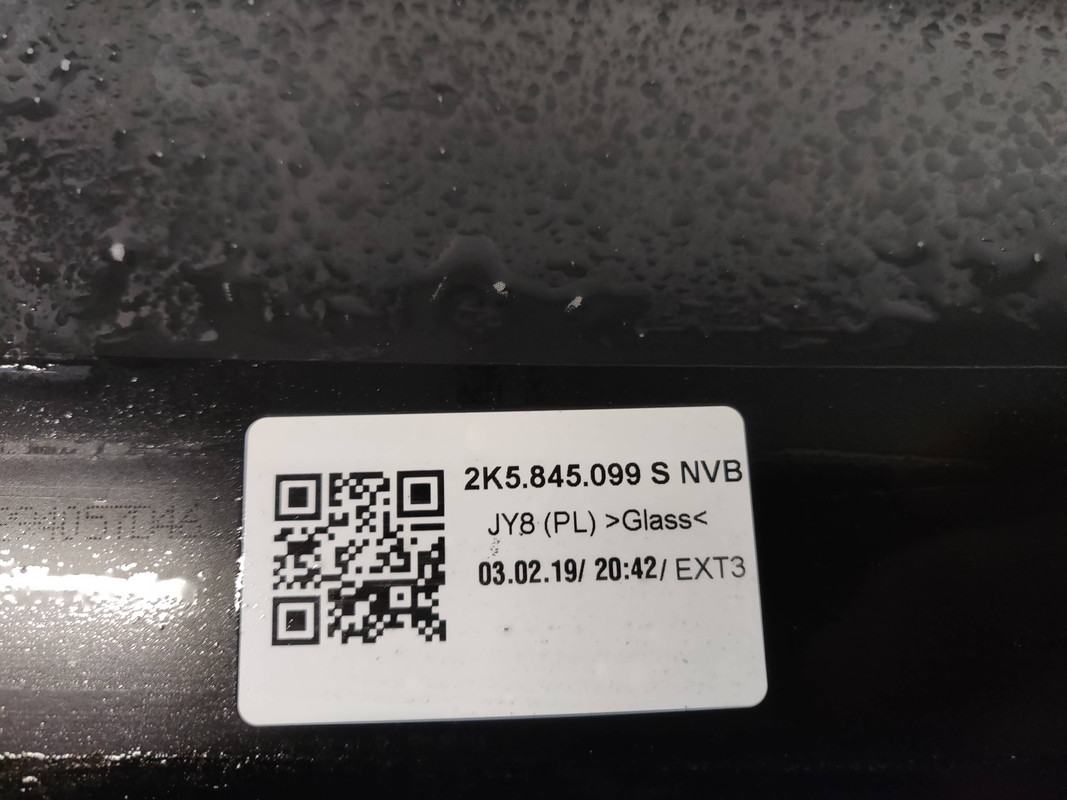 2K5.845.099 S NVB
JY8 (PL) >Glass<
03.02.19/ 20:42/ EXT3